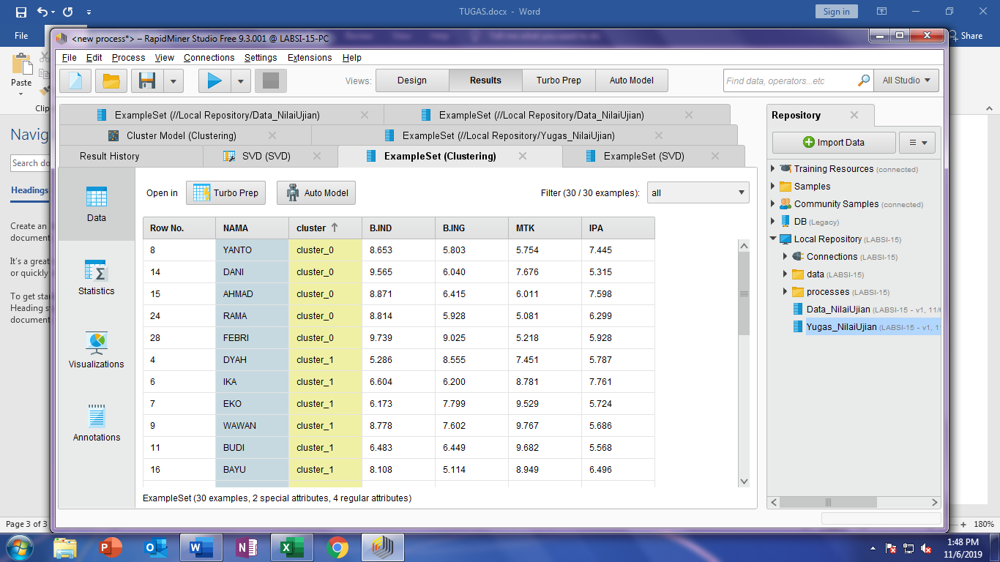 TUGAS.docx - Word
Sign in
File
Share
Paste
Clip
Navig
Search do
Headings
Create an
document
It's a great
or quickly
To get star
Heading st
document
Page 3 of 3
180%
<new process*> – RapidMiner Studio Free 9.3.001 @ LABSI-15-PC
File Edit Process View Connections Settings Extensions Help
Views: Design Results Turbo Prep Auto Model
Find data, operators...etc All Studio
ExampleSet (//Local Repository/Data_NilaiUjian) ExampleSet (//Local Repository/Data_NilaiUjian)
Cluster Model (Clustering) ExampleSet (//Local Repository/Yugas_NilaiUjian)
Result History SVD (SVD) ExampleSet (Clustering) ExampleSet (SVD)
Data
Statistics
Visualizations
Annotations
Open in Turbo Prep Auto Model Filter (30 / 30 examples): all
Row No. NAMA cluster B.IND B.ING MTK IPA
8 YANTO cluster_0 8.653 5.803 5.754 7.445
14 DANI cluster_0 9.565 6.040 7.676 5.315
15 AHMAD cluster_0 8.871 6.415 6.011 7.598
24 RAMA cluster_0 8.814 5.928 5.081 6.299
28 FEBRI cluster_0 9.739 9.025 5.218 5.928
4 DYAH cluster_1 5.286 8.555 7.451 5.787
6 IKA cluster_1 6.604 6.200 8.781 7.761
7 EKO cluster_1 6.173 7.799 9.529 5.724
9 WAWAN cluster_1 8.778 7.602 9.767 5.686
11 BUDI cluster_1 6.483 6.449 9.682 5.568
16 BAYU cluster_1 8.108 5.114 8.949 6.496
ExampleSet (30 examples, 2 special attributes, 4 regular attributes)
Repository
Import Data
Training Resources (connected)
Samples
Community Samples (connected)
DB (Legacy)
Local Repository (LABSI-15)
Connections (LABSI-15)
data (LABSI-15)
processes (LABSI-15)
Data_NilaiUjian (LABSI-15 - v1, 11/6
Yugas_NilaiUjian (LABSI-15 - v1, 11
1:48 PM
11/6/2019